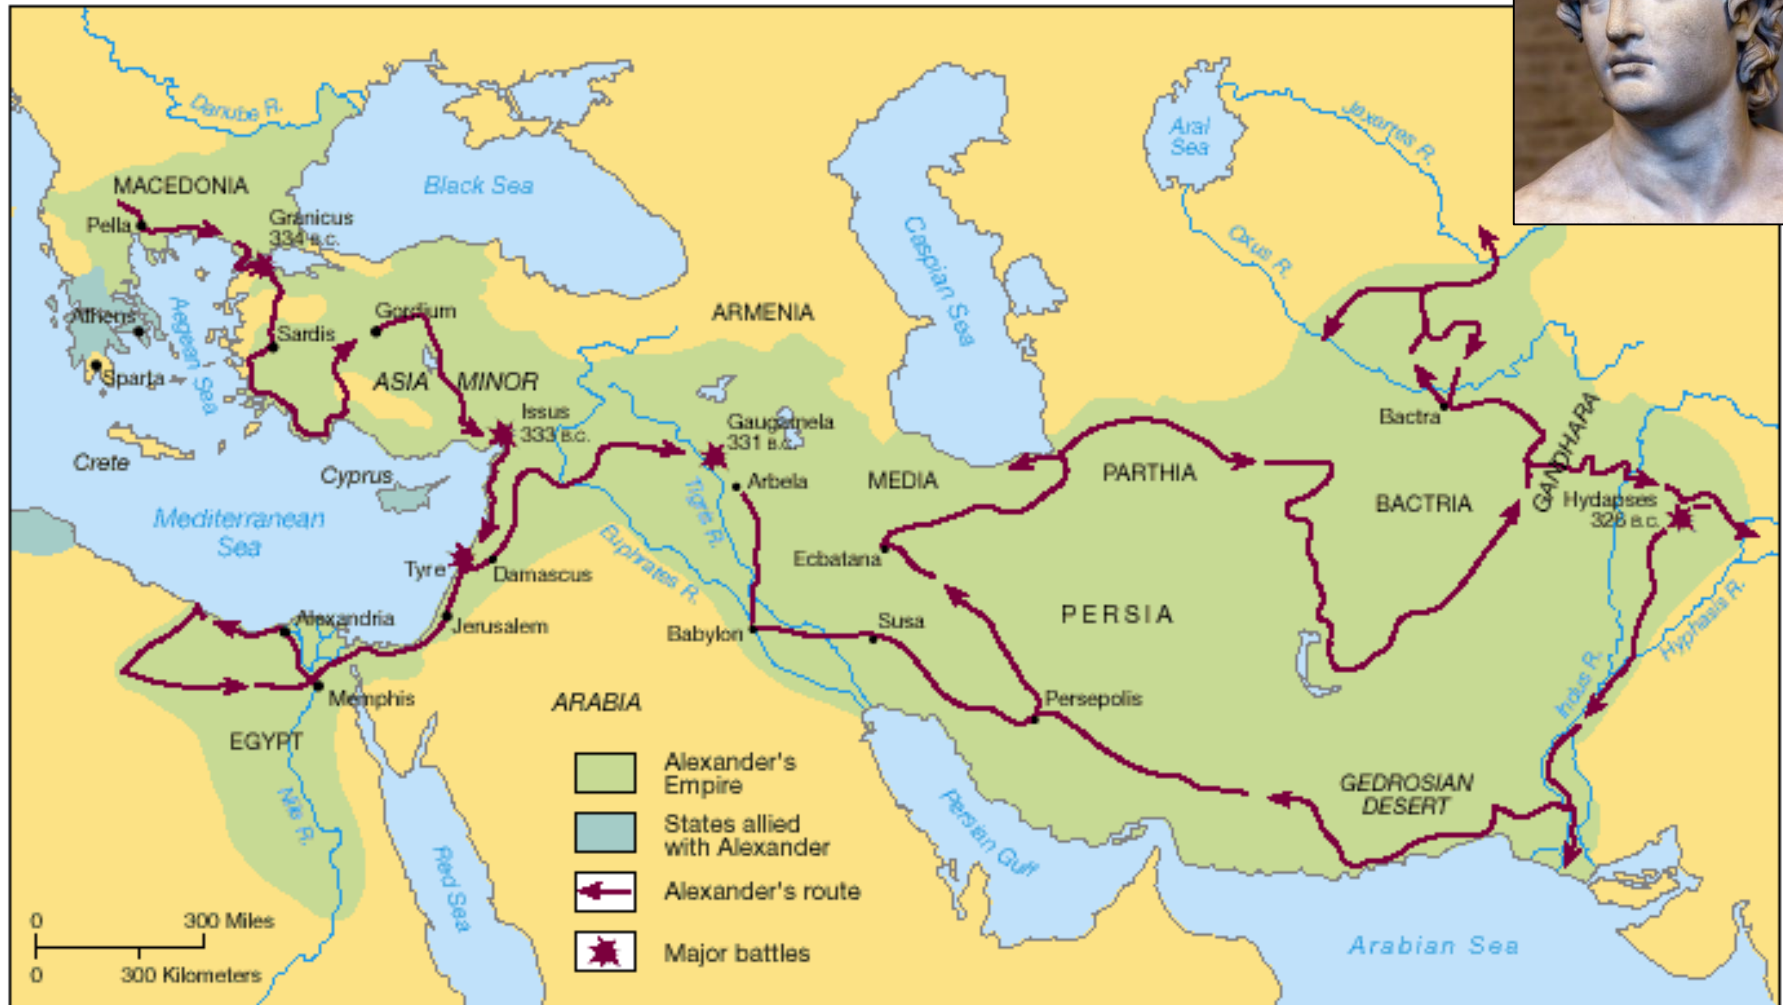 Danube R.
MACEDONIA
Pella
Granicus
334 B.C.
Black Sea
Aral
Sea
Jaxartes R.
Oxus R.
Caspian Sea
Athens
Aegean Sea
Sardis
Gordium
ARMENIA
Sparta
ASIA MINOR
Issus
333 B.C.
Gaugamela
331 B.C.
Bactra
GANDHARA
Crete
Cyprus
Arbela
MEDIA
PARTHIA
BACTRIA
Hydapses
326 B.C.
Mediterranean
Sea
Tigris R.
Euphrates R.
Ecbatana
Tyre
Damascus
Alexandria
Jerusalem
Babylon
Susa
PERSIA
Hyphasis R.
Indus R.
Memphis
ARABIA
Persepolis
EGYPT
Nile R.
Red Sea
Persian Gulf
GEDROSIAN
DESERT
Alexander's
Empire
States allied
with Alexander
Alexander's route
Major battles
0 300 Miles
0 300 Kilometers
Arabian Sea